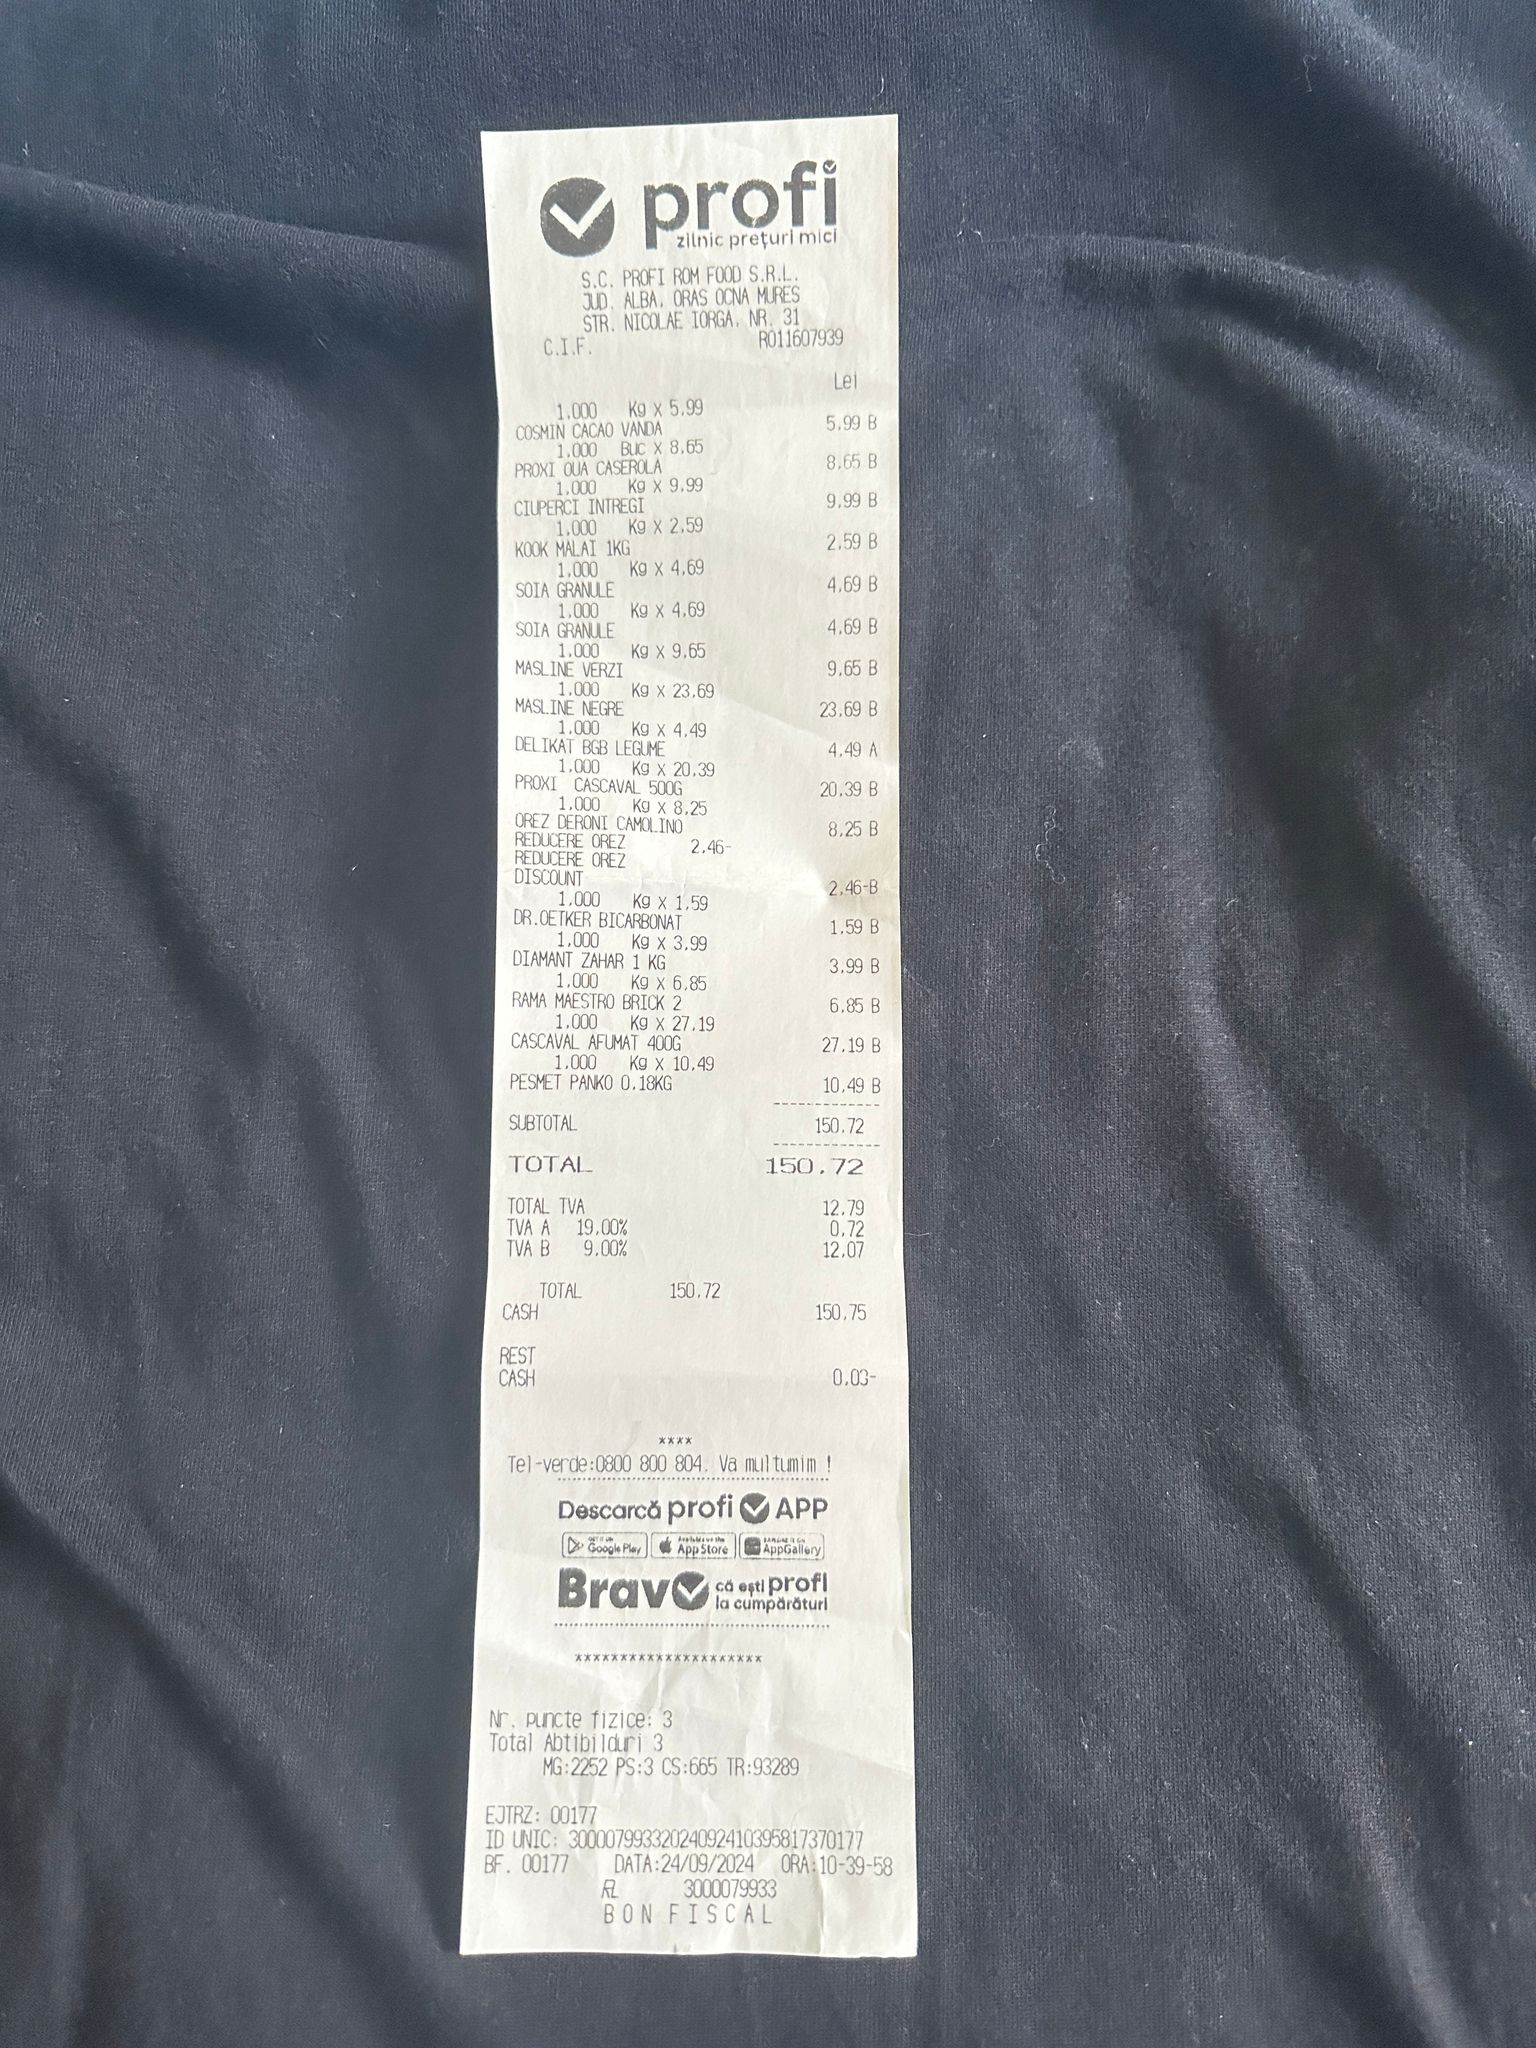 profi
zilnic prețuri mici
S.C. PROFI ROM FOOD S.R.L.
JUD. ALBA, ORAS OCNA MURES
STR. NICOLAE IORGA, NR. 31
C.I.F. RO11607939
Lei
1.000 Kg X 5.99
COSMIN CACAO VANDA 5.99 B
1.000 BUC X 8.65
PROXI OUA CASEROLA 8.65 B
1.000 Kg X 9.99
CIUPERCI INTREGI 9.99 B
1.000 Kg X 2.59
KOOK MALAI 1KG 2.59 B
1.000 Kg X 4.69
SOIA GRANULE 4.69 B
1.000 Kg X 4.69
SOIA GRANULE 4.69 B
1.000 Kg X 9.65
MASLINE VERZI 9.65 B
1.000 Kg X 23.69
MASLINE NEGRE 23.69 B
1.000 Kg X 4.49
DELIKAT BGB LEGUME 4.49 A
1.000 Kg X 20.39
PROXI CASCAVAL 500G 20.39 B
1.000 Kg X 8.25
OREZ DERONI CAMOLINO 8.25 B
REDUCERE OREZ 2.46-
REDUCERE OREZ
DISCOUNT 2.46-B
1.000 Kg X 1.59
DR.OETKER BICARBONAT 1.59 B
1.000 Kg X 3.99
DIAMANT ZAHAR 1 KG 3.99 B
1.000 Kg X 6.85
RAMA MAESTRO BRICK 2 6.85 B
1.000 Kg X 27.19
CASCAVAL AFUMAT 400G 27.19 B
1.000 Kg X 10.49
PESMET PANKO 0.18KG 10.49 B
SUBTOTAL 150.72
TOTAL 150.72
TOTAL TVA 12.79
TVA A 19.00% 0.72
TVA B 9.00% 12.07
TOTAL 150.72
CASH 150.75
REST
CASH 0.03-
****
Tel-verde:0800 800 804. Va multumim !
Descarcă profi APP
GET IT ON Google Play Available on the App Store EXPLORE IT ON AppGallery
Bravo că ești profi
la cumpărături
*********************
Nr. puncte fizice: 3
Total Abtibilduri 3
MG:2252 PS:3 CS:665 TR:93289
EJTRZ: 00177
ID UNIC: 3000079933202409241039581737​0177
BF. 00177 DATA:24/09/2024 ORA:10-39-58
RL 3000079933
BON FISCAL